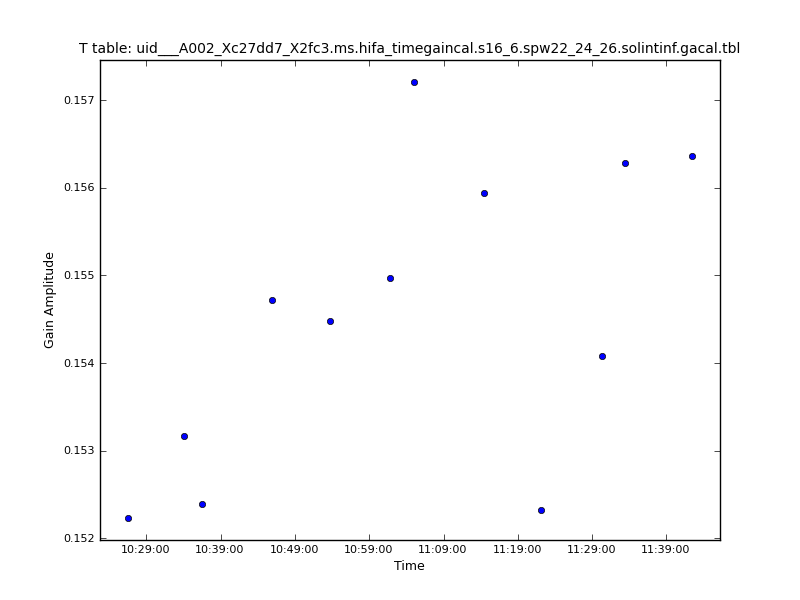 T table: uid___A002_Xc27dd7_X2fc3.ms.hifa_timegaincal.s16_6.spw22_24_26.solintinf.gacal.tbl
0.157
0.156
0.155
0.154
0.153
0.152
Gain Amplitude
10:29:00 10:39:00 10:49:00 10:59:00 11:09:00 11:19:00 11:29:00 11:39:00
Time